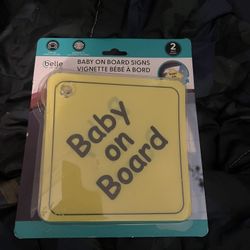 belle
BABY ON BOARD SIGNS
VIGNETTE BÉBÉ À BORD
2
Baby
on
Board